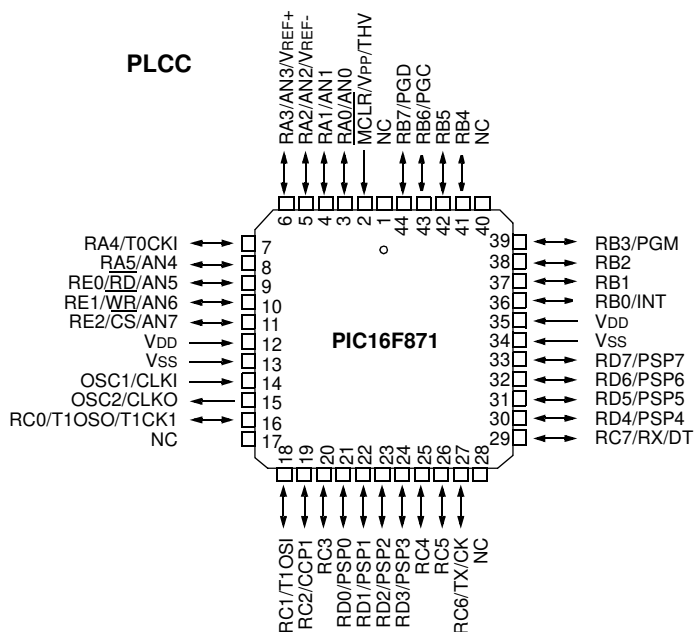 PLCC
RA3/AN3/VREF+
RA2/AN2/VREF-
RA1/AN1
RA0/AN0
MCLR/VPP/THV
NC
RB7/PGD
RB6/PGC
RB5
RB4
NC
6
5
4
3
2
1
44
43
42
41
40
RA4/T0CKI 7
RA5/AN4 8
RE0/RD/AN5 9
RE1/WR/AN6 10
RE2/CS/AN7 11
VDD 12
VSS 13
OSC1/CLKI 14
OSC2/CLKO 15
RC0/T1OSO/T1CK1 16
NC 17
PIC16F871
39 RB3/PGM
38 RB2
37 RB1
36 RB0/INT
35 VDD
34 VSS
33 RD7/PSP7
32 RD6/PSP6
31 RD5/PSP5
30 RD4/PSP4
29 RC7/RX/DT
18
19
20
21
22
23
24
25
26
27
28
RC1/T1OSI
RC2/CCP1
RC3
RD0/PSP0
RD1/PSP1
RD2/PSP2
RD3/PSP3
RC4
RC5
RC6/TX/CK
NC